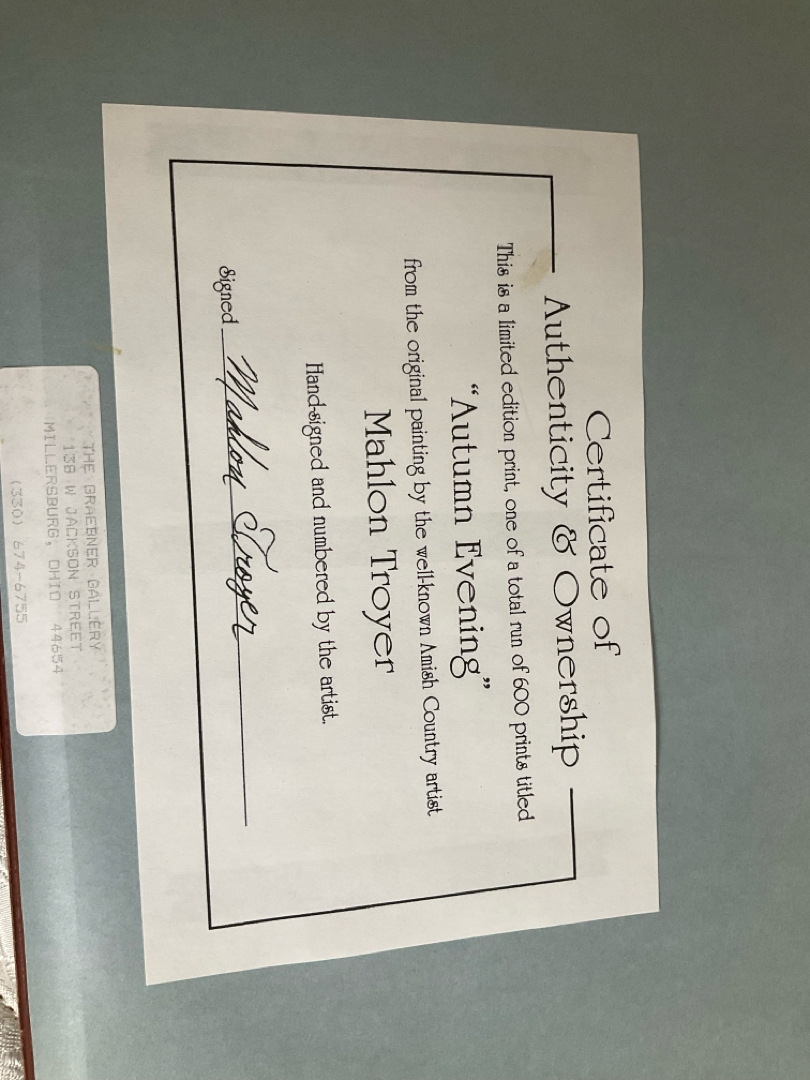 Certificate of
Authenticity & Ownership
This is a limited edition print, one of a total run of 600 prints titled
“Autumn Evening”
from the original painting by the well-known Amish Country artist
Mahlon Troyer
Hand-signed and numbered by the artist.
Signed Mahlon Troyer
THE GRAEBNER GALLERY
138 W JACKSON STREET
MILLERSBURG, OHIO 44654
(330) 674-6755